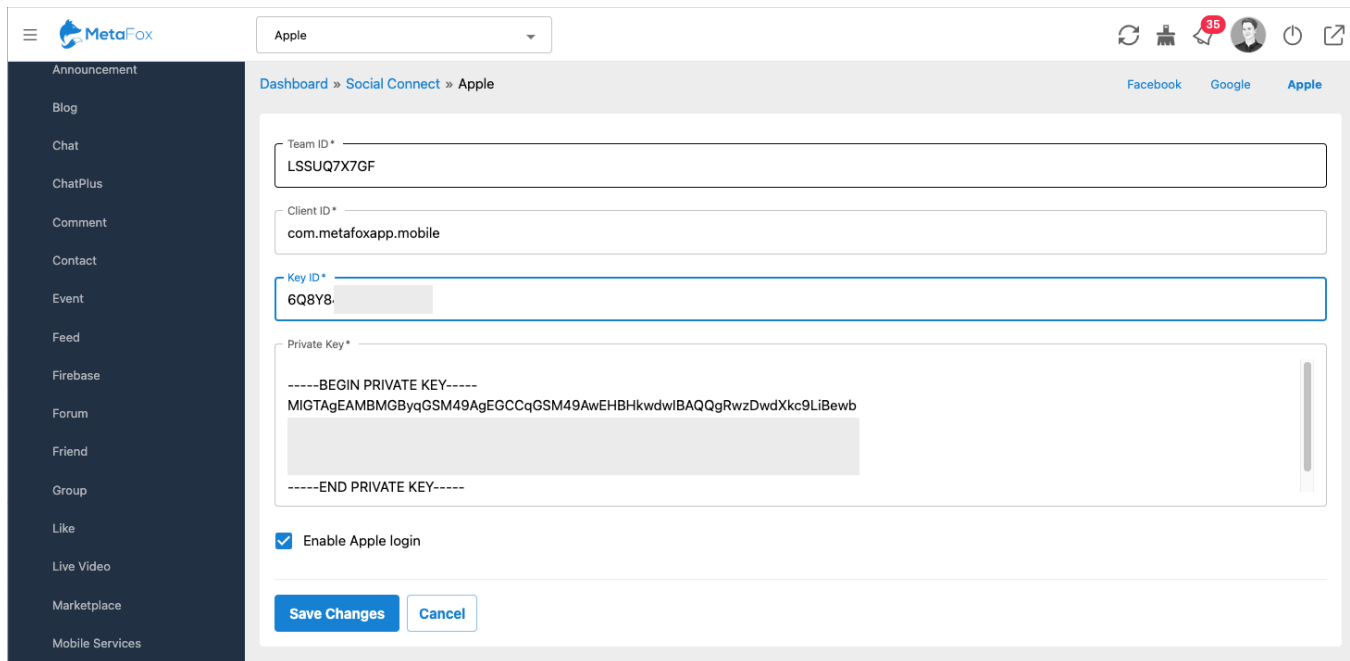 MetaFox
Apple
35
Announcement
Blog
Chat
ChatPlus
Comment
Contact
Event
Feed
Firebase
Forum
Friend
Group
Like
Live Video
Marketplace
Mobile Services
Dashboard » Social Connect » Apple
Facebook
Google
Apple
Team ID*
LSSUQ7X7GF
Client ID*
com.metafoxapp.mobile
Key ID*
6Q8Y8
Private Key*
-----BEGIN PRIVATE KEY-----
MIGTAgEAMBMGByqGSM49AgEGCCqGSM49AwEHBHkwdwIBAQQgRwzDwdXkc9LiBewb
-----END PRIVATE KEY-----
Enable Apple login
Save Changes
Cancel